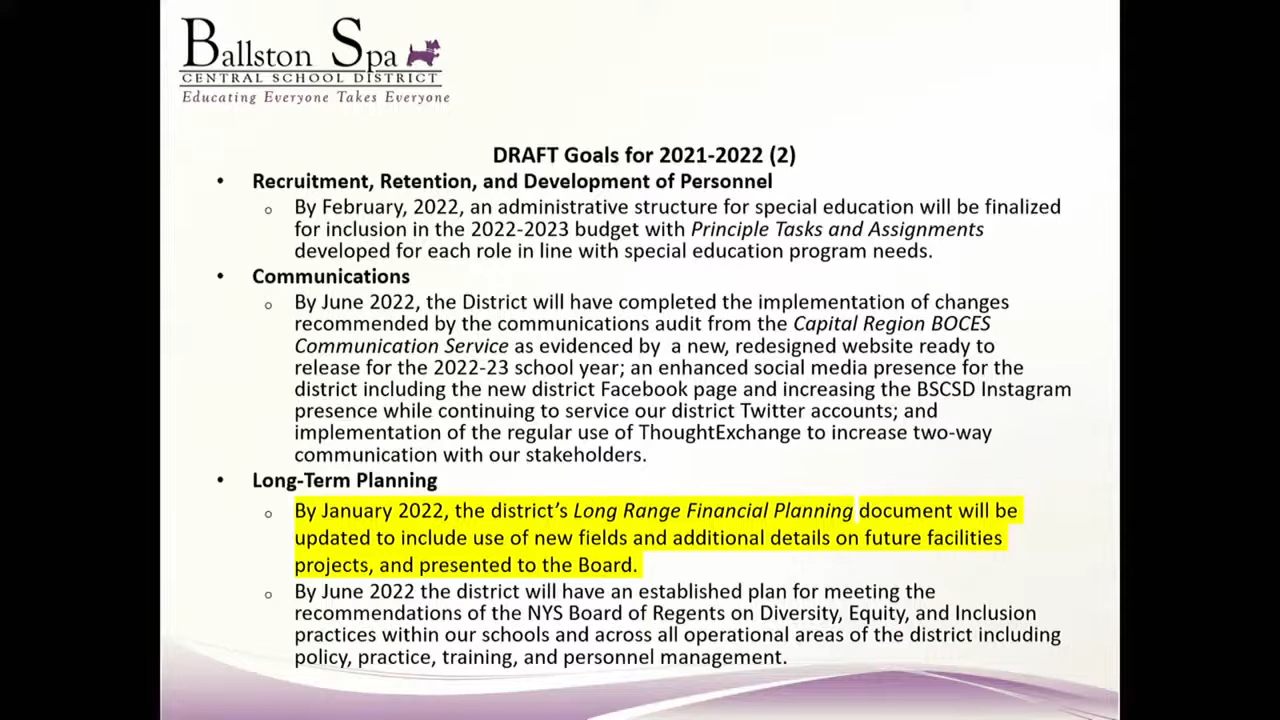 Ballston Spa
CENTRAL SCHOOL DISTRICT
Educating Everyone Takes Everyone
DRAFT Goals for 2021-2022 (2)
• Recruitment, Retention, and Development of Personnel
o By February, 2022, an administrative structure for special education will be finalized
for inclusion in the 2022-2023 budget with Principle Tasks and Assignments
developed for each role in line with special education program needs.
• Communications
o By June 2022, the District will have completed the implementation of changes
recommended by the communications audit from the Capital Region BOCES
Communication Service as evidenced by a new, redesigned website ready to
release for the 2022-23 school year; an enhanced social media presence for the
district including the new district Facebook page and increasing the BSCSD Instagram
presence while continuing to service our district Twitter accounts; and
implementation of the regular use of ThoughtExchange to increase two-way
communication with our stakeholders.
• Long-Term Planning
o By January 2022, the district's Long Range Financial Planning document will be
updated to include use of new fields and additional details on future facilities
projects, and presented to the Board.
o By June 2022 the district will have an established plan for meeting the
recommendations of the NYS Board of Regents on Diversity, Equity, and Inclusion
practices within our schools and across all operational areas of the district including
policy, practice, training, and personnel management.